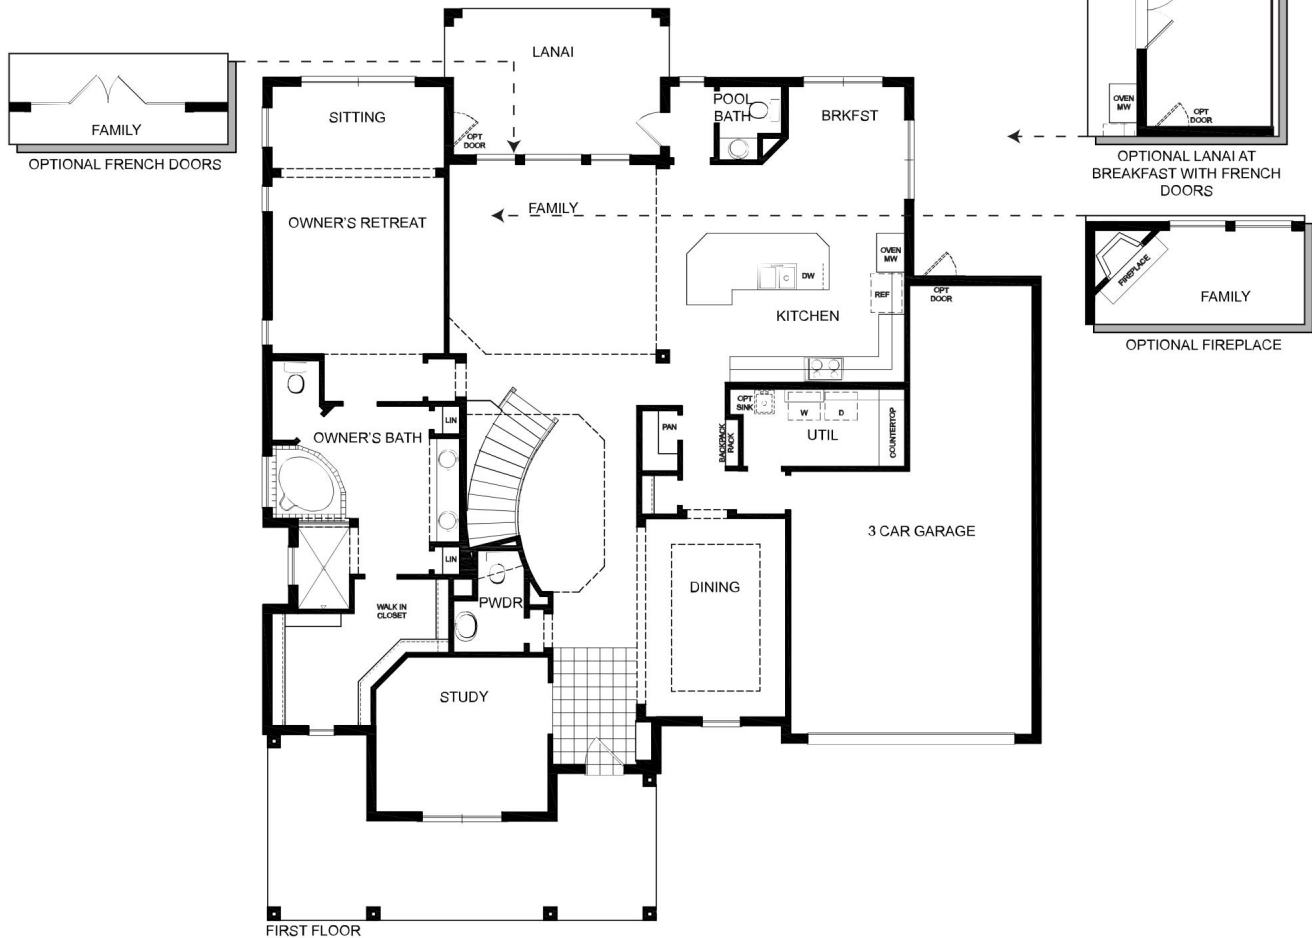 LANAI
FAMILY
OPTIONAL FRENCH DOORS
SITTING
OPT
DOOR
POOL
BATH
BRKFST
OVEN
MW
OPT
DOOR
OPTIONAL LANAI AT
BREAKFAST WITH FRENCH
DOORS
OWNER'S RETREAT
FAMILY
OVEN
MW
DW
REF
OPT
DOOR
KITCHEN
FIREPLACE
FAMILY
OPTIONAL FIREPLACE
OWNER'S BATH
LIN
PAN
OPT
SINK
W
D
BACKPACK
RACK
UTIL
COUNTERTOP
3 CAR GARAGE
LIN
DINING
PWDR
WALK IN
CLOSET
STUDY
FIRST FLOOR